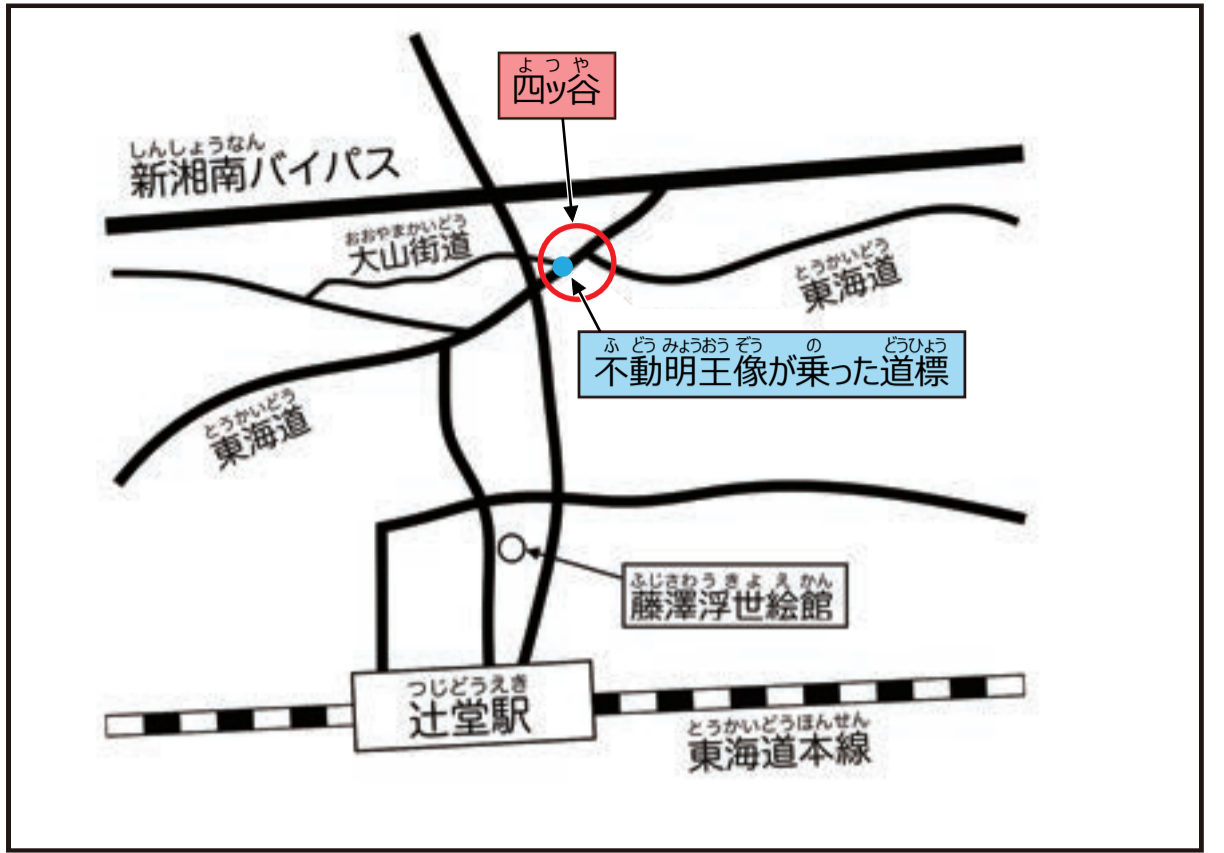 よつや
四ッ谷
しんしょうなん
新湘南バイパス
おおやまかいどう
大山街道
とうかいどう
東海道
ふどうみょうおうぞうのどうひょう
不動明王像が乗った道標
とうかいどう
東海道
ふじさわうきよえかん
藤澤浮世絵館
つじどうえき
辻堂駅
とうかいどうほんせん
東海道本線